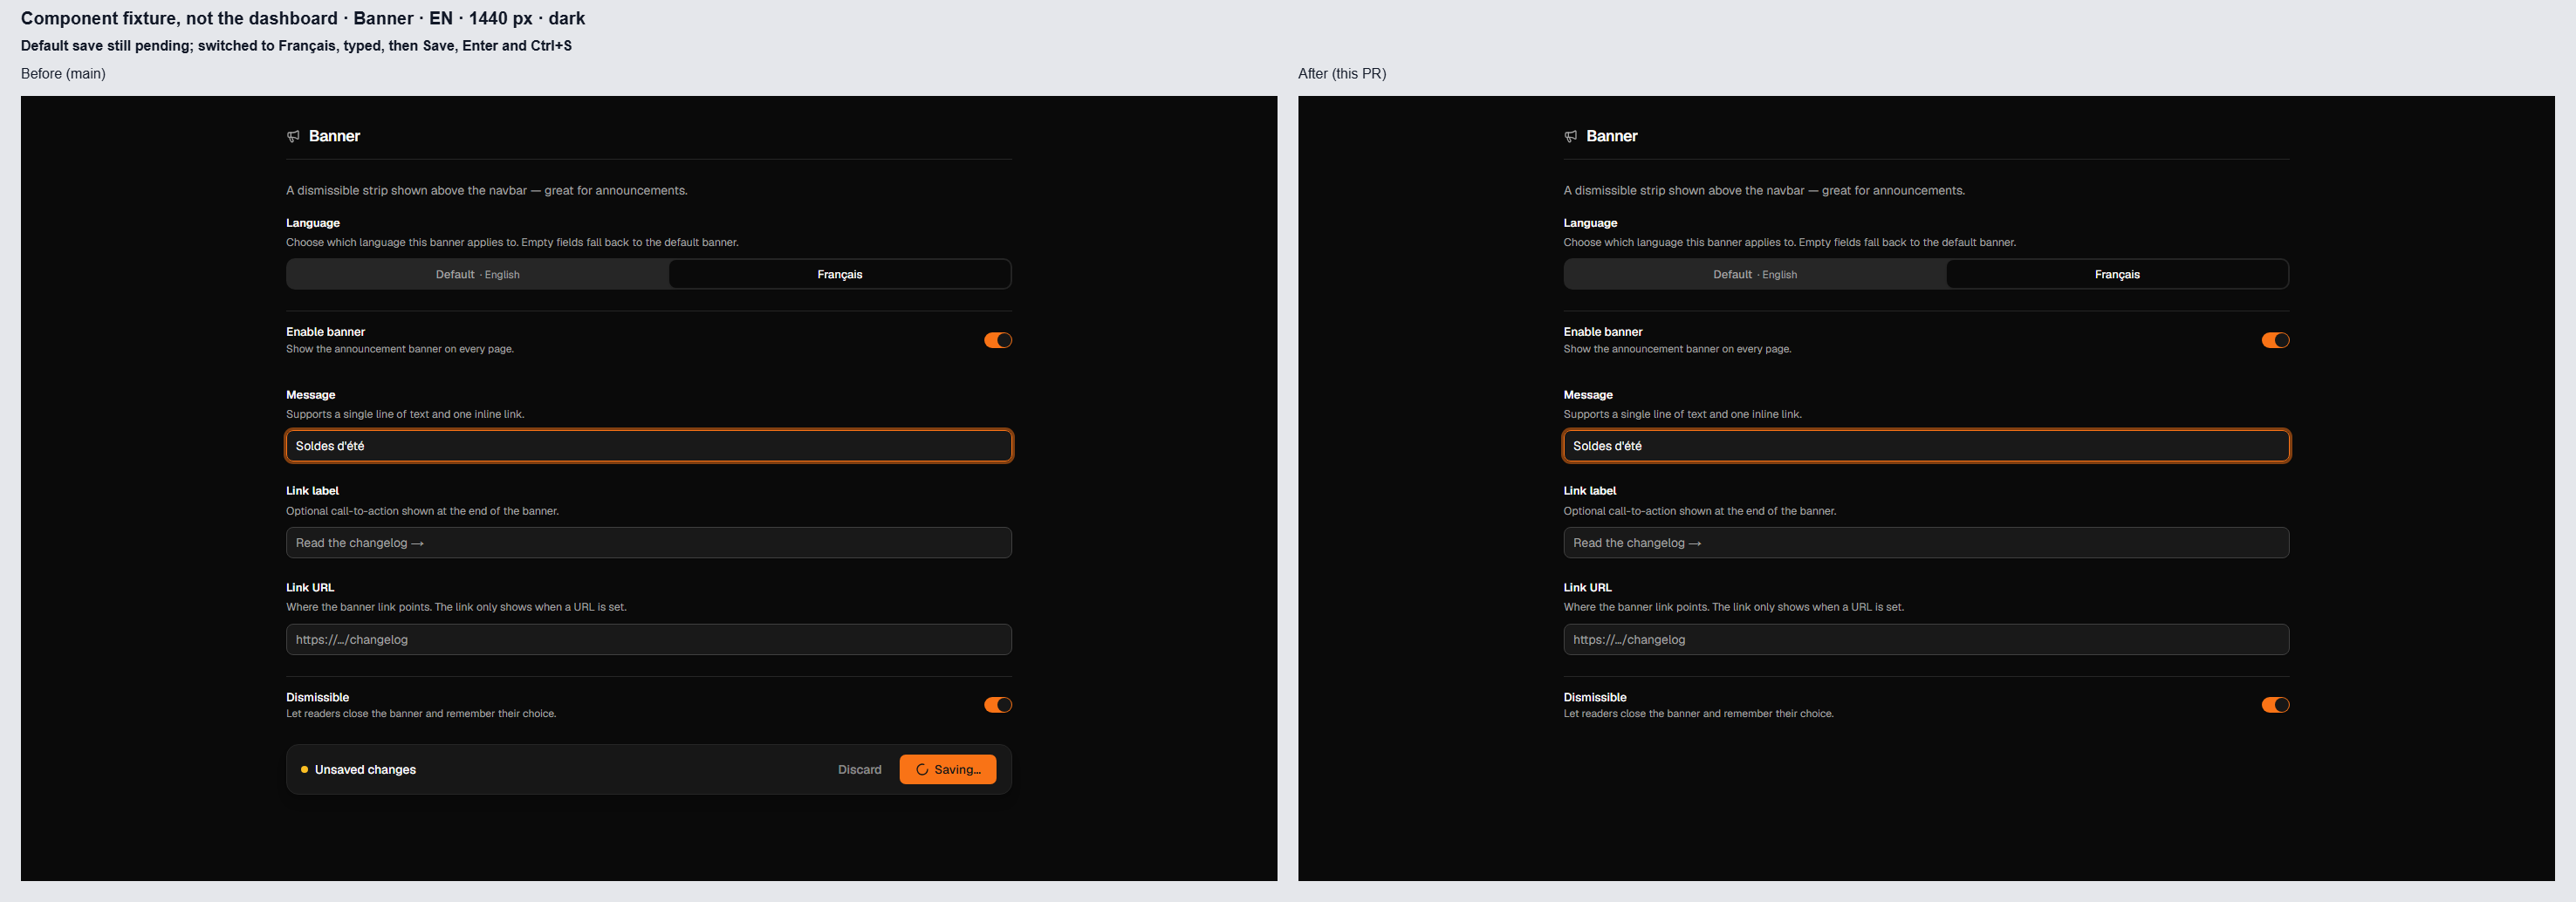 Component fixture, not the dashboard · Banner · EN · 1440 px · dark
Default save still pending; switched to Français, typed, then Save, Enter and Ctrl+S
Before (main)
Banner
A dismissible strip shown above the navbar — great for announcements.
Language
Choose which language this banner applies to. Empty fields fall back to the default banner.
Default · English
Français
Enable banner
Show the announcement banner on every page.
Message
Supports a single line of text and one inline link.
Soldes d'été
Link label
Optional call-to-action shown at the end of the banner.
Read the changelog →
Link URL
Where the banner link points. The link only shows when a URL is set.
https://…/changelog
Dismissible
Let readers close the banner and remember their choice.
Unsaved changes
Discard
Saving…
After (this PR)
Banner
A dismissible strip shown above the navbar — great for announcements.
Language
Choose which language this banner applies to. Empty fields fall back to the default banner.
Default · English
Français
Enable banner
Show the announcement banner on every page.
Message
Supports a single line of text and one inline link.
Soldes d'été
Link label
Optional call-to-action shown at the end of the banner.
Read the changelog →
Link URL
Where the banner link points. The link only shows when a URL is set.
https://…/changelog
Dismissible
Let readers close the banner and remember their choice.